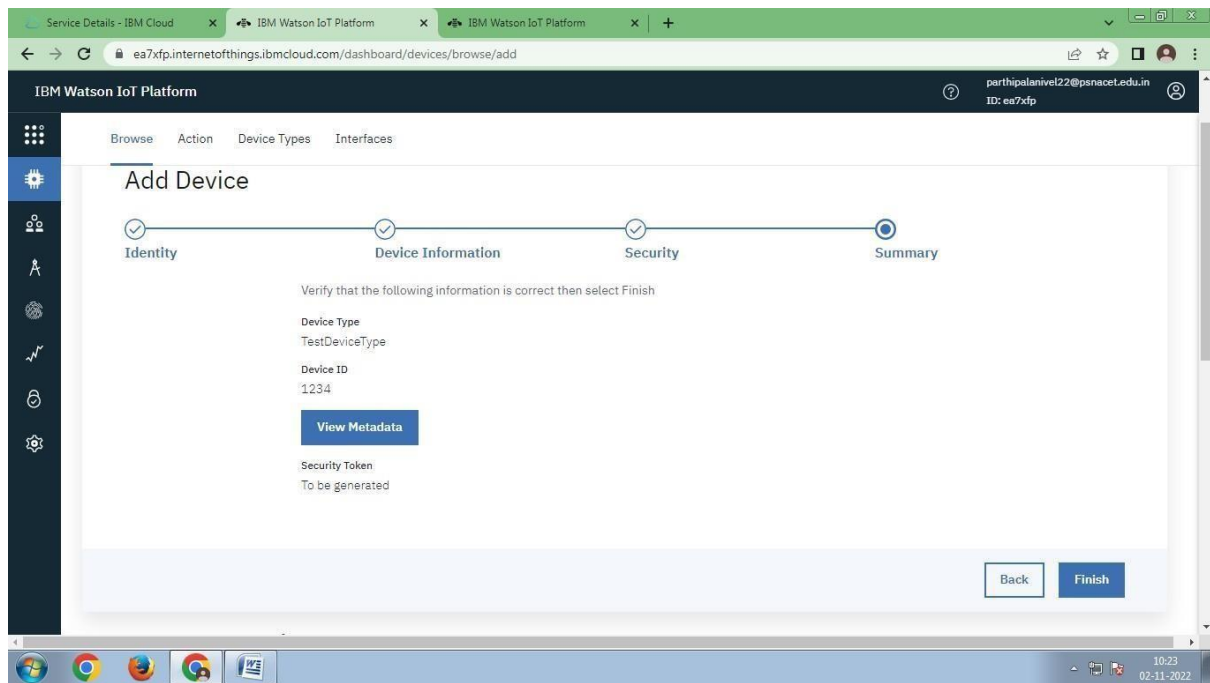 Service Details - IBM Cloud
IBM Watson IoT Platform
IBM Watson IoT Platform
ea7xfp.internetofthings.ibmcloud.com/dashboard/devices/browse/add
IBM Watson IoT Platform
parthipalanivel22@psnacet.edu.in
ID: ea7xfp
Browse Action Device Types Interfaces
Add Device
Identity Device Information Security Summary
Verify that the following information is correct then select Finish
Device Type
TestDeviceType
Device ID
1234
View Metadata
Security Token
To be generated
Back Finish
10:23
02-11-2022